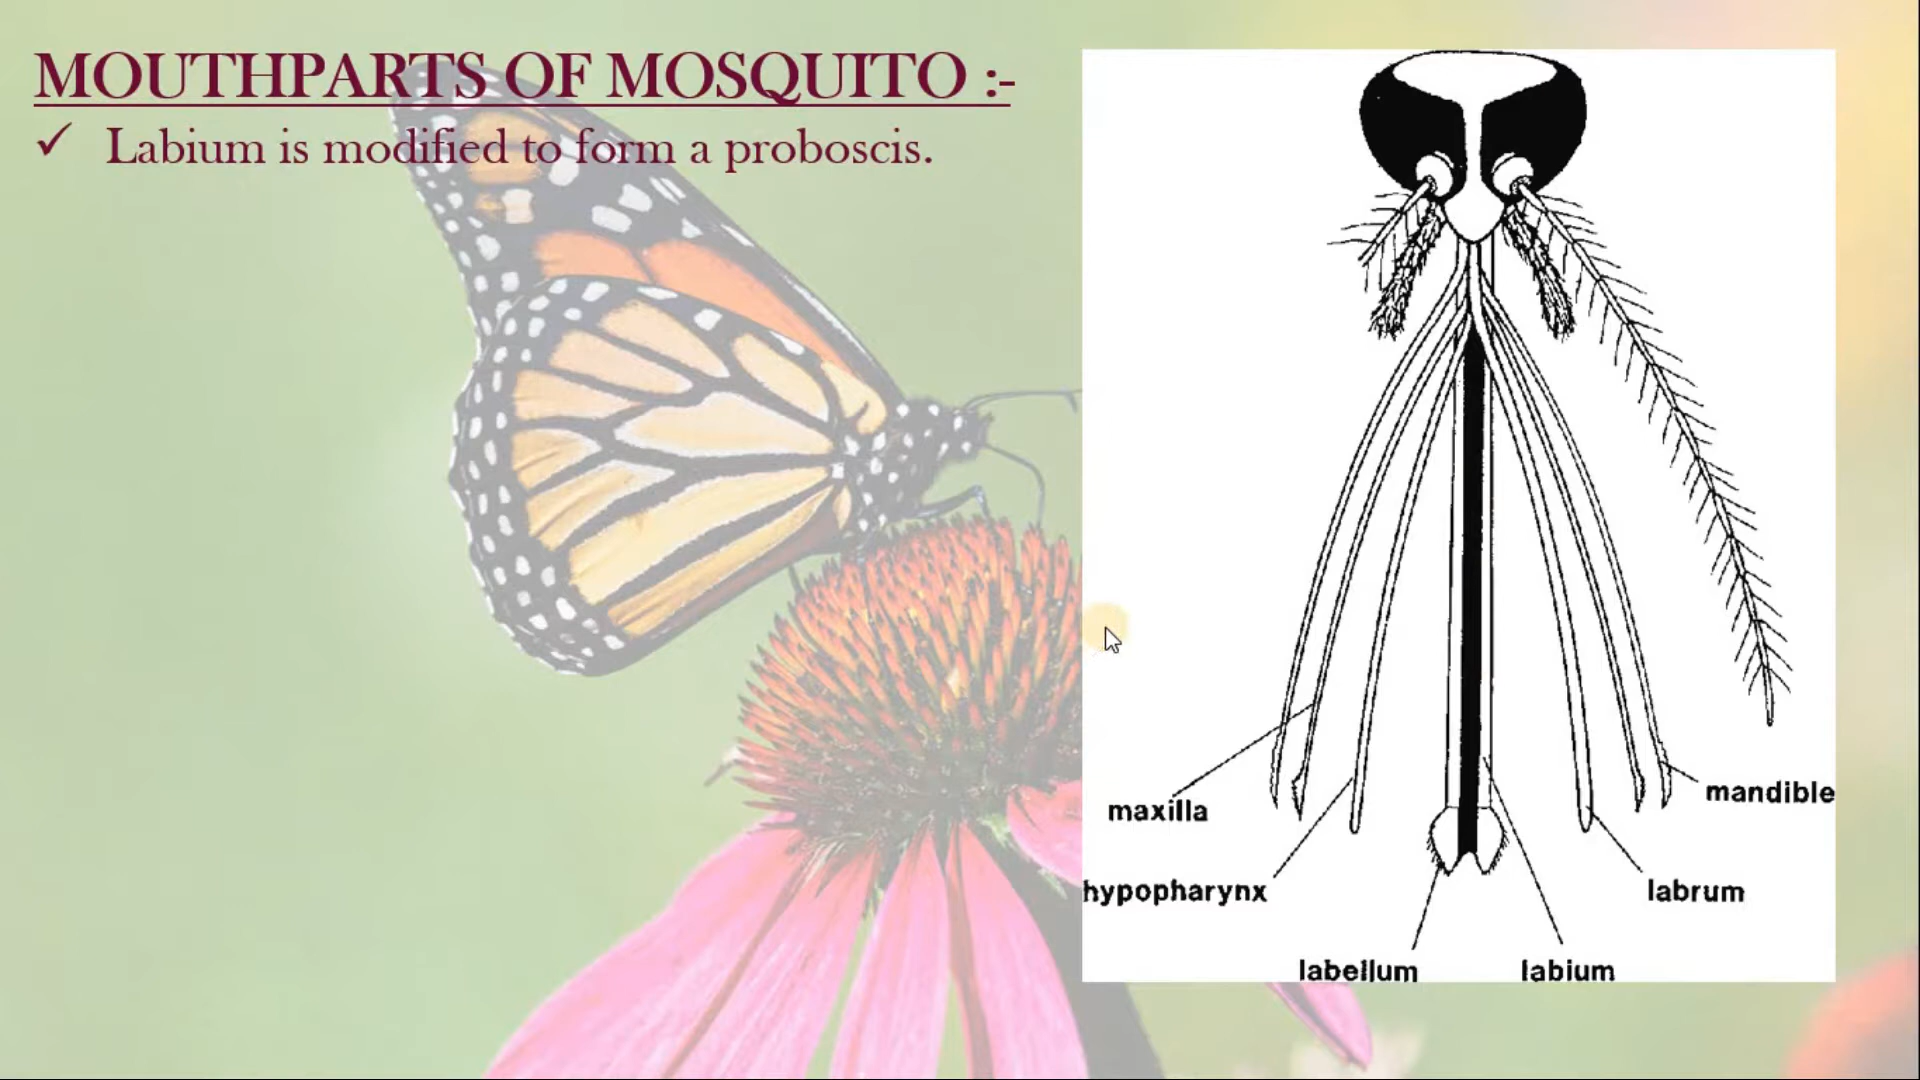 MOUTHPARTS OF MOSQUITO :-
✓ Labium is modified to form a proboscis.
maxilla
mandible
hypopharynx
labrum
labellum
labium